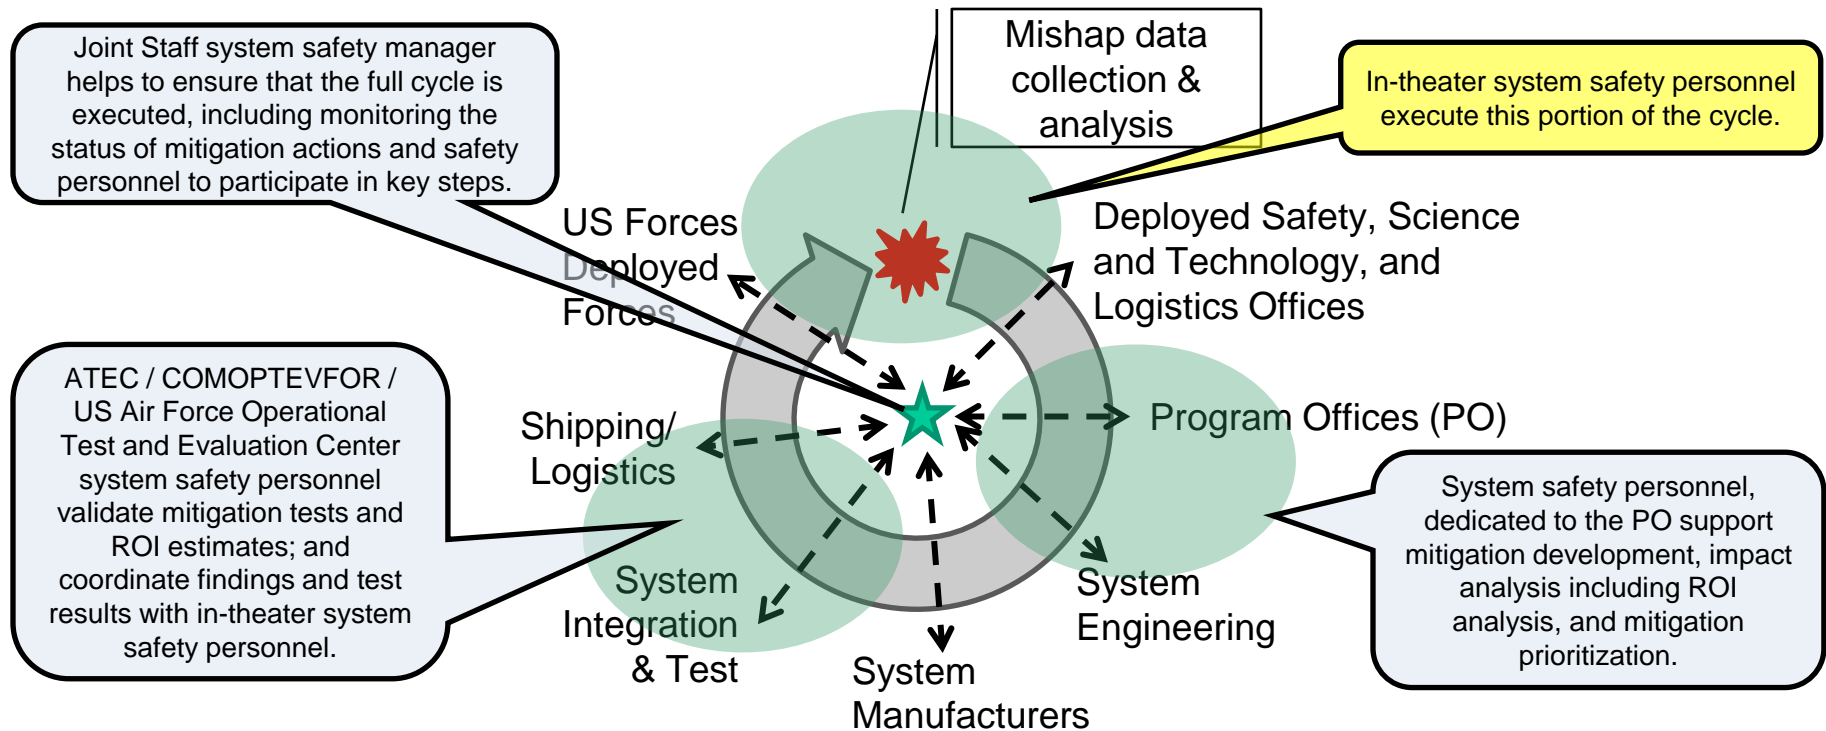 Joint Staff system safety manager
helps to ensure that the full cycle is
executed, including monitoring the
status of mitigation actions and safety
personnel to participate in key steps.
Mishap data
collection &
analysis
In-theater system safety personnel
execute this portion of the cycle.
US Forces
Deployed
Forces
Deployed Safety, Science
and Technology, and
Logistics Offices
ATEC / COMOPTEVFOR /
US Air Force Operational
Test and Evaluation Center
system safety personnel
validate mitigation tests and
ROI estimates; and
coordinate findings and test
results with in-theater system
safety personnel.
Shipping/
Logistics
Program Offices (PO)
System safety personnel,
dedicated to the PO support
mitigation development, impact
analysis including ROI
analysis, and mitigation
prioritization.
System
Integration
& Test
System
Engineering
System
Manufacturers